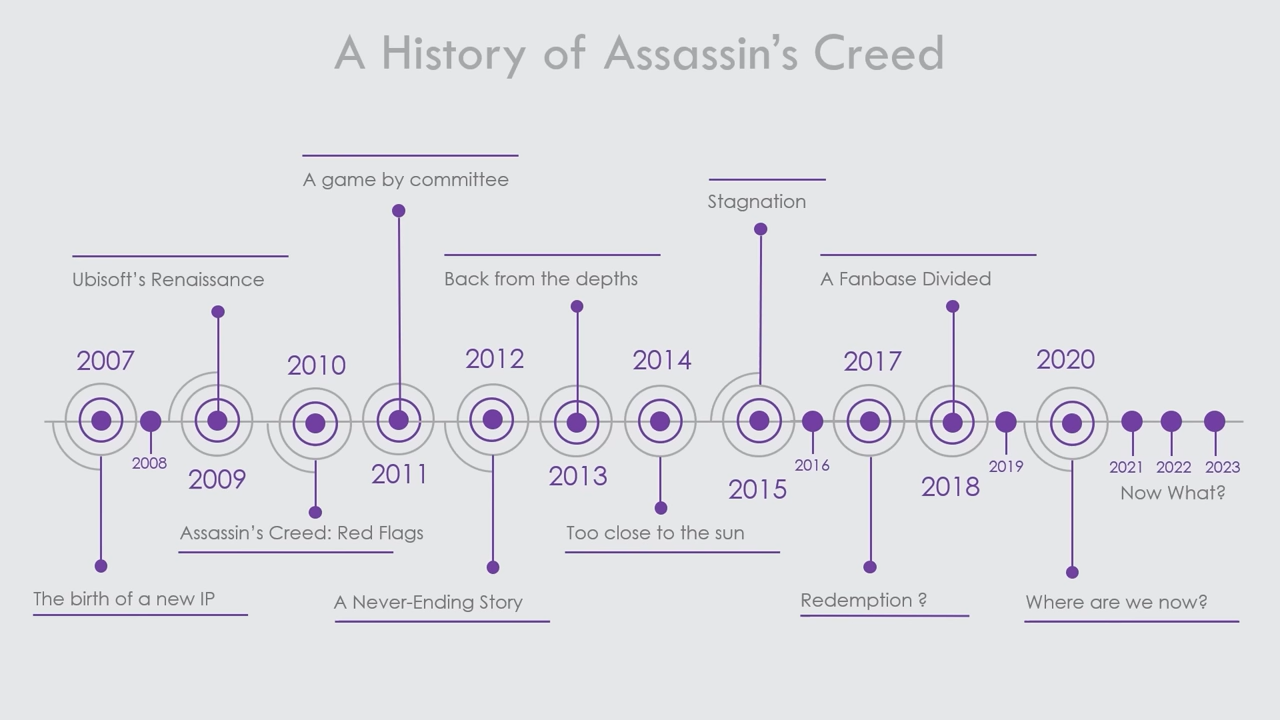 A History of Assassin's Creed
A game by committee
Stagnation
Ubisoft's Renaissance
Back from the depths
A Fanbase Divided
2007
2010
2012
2014
2017
2020
2008
2009
2011
2013
2015
2016
2018
2019
2021
2022
2023
Now What?
Assassin's Creed: Red Flags
Too close to the sun
The birth of a new IP
A Never-Ending Story
Redemption ?
Where are we now?